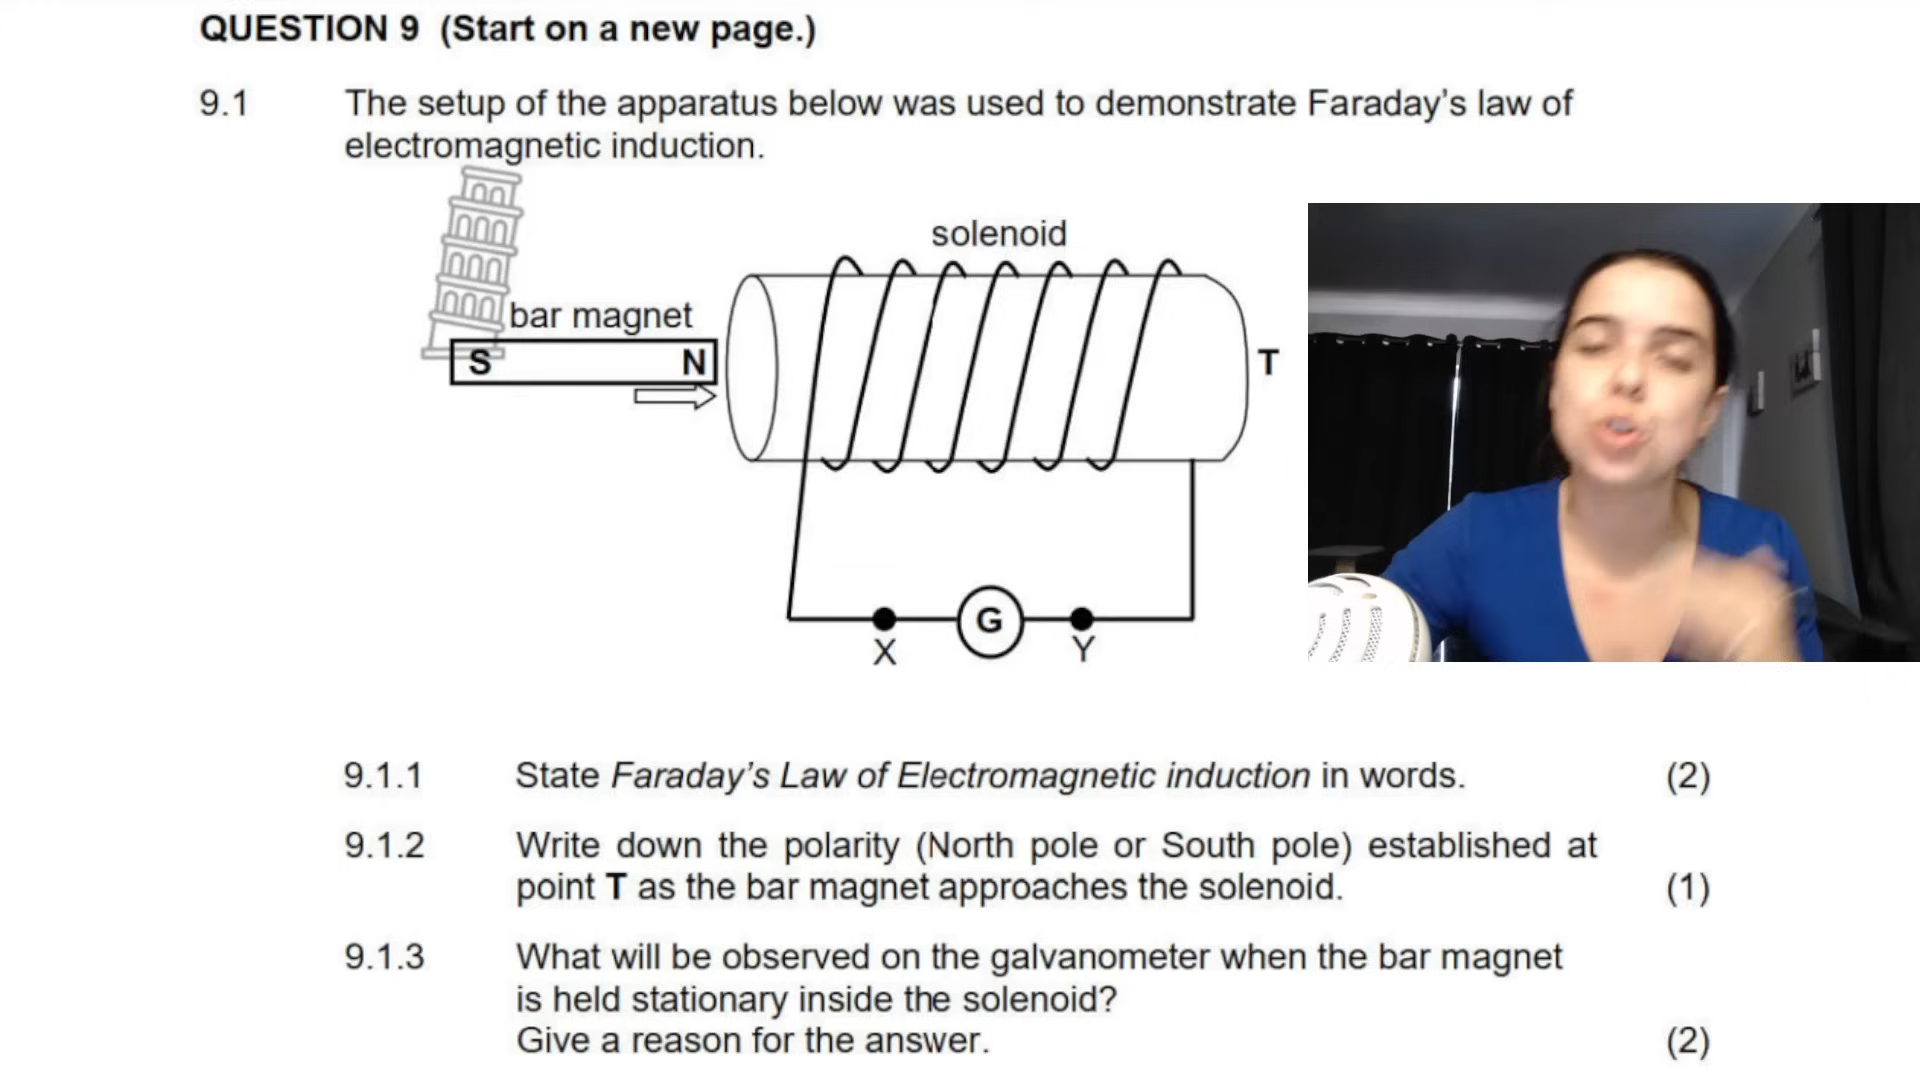 QUESTION 9 (Start on a new page.)
9.1 The setup of the apparatus below was used to demonstrate Faraday's law of
electromagnetic induction.
solenoid
bar magnet
S N T
G
X Y
9.1.1 State Faraday's Law of Electromagnetic induction in words. (2)
9.1.2 Write down the polarity (North pole or South pole) established at
point T as the bar magnet approaches the solenoid. (1)
9.1.3 What will be observed on the galvanometer when the bar magnet
is held stationary inside the solenoid?
Give a reason for the answer. (2)